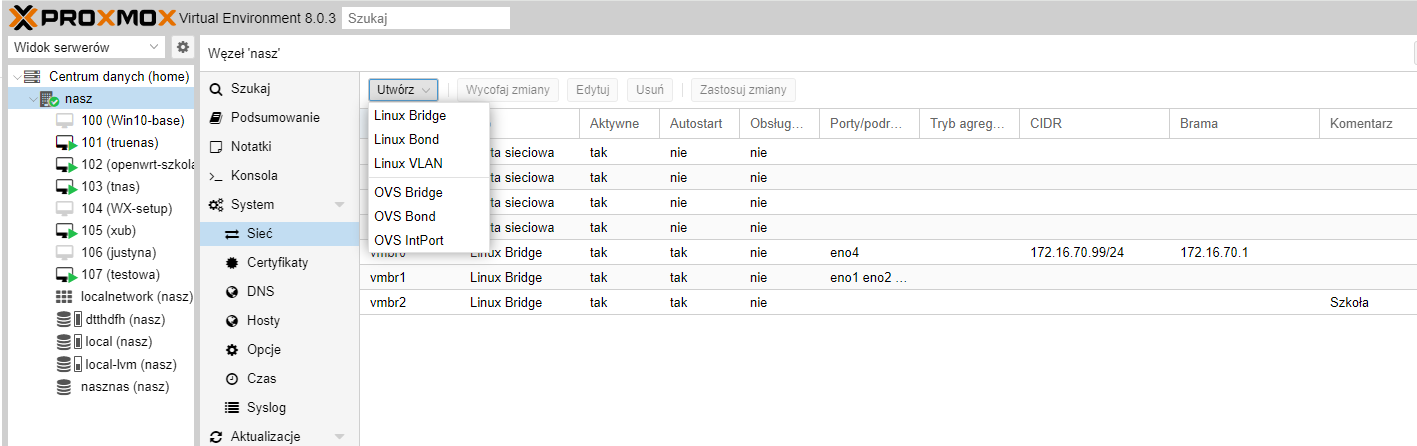 PROXMOX Virtual Environment 8.0.3 Szukaj
Widok serwerów
Centrum danych (home)
nasz
100 (Win10-base)
101 (truenas)
102 (openwrt-szkola
103 (tnas)
104 (WX-setup)
105 (xub)
106 (justyna)
107 (testowa)
localnetwork (nasz)
dtthdfh (nasz)
local (nasz)
local-lvm (nasz)
nasznas (nasz)
Węzeł 'nasz'
Szukaj
Podsumowanie
Notatki
Konsola
System
Sieć
Certyfikaty
DNS
Hosty
Opcje
Czas
Syslog
Aktualizacje
Utwórz Wycofaj zmiany Edytuj Usuń Zastosuj zmiany
Linux Bridge
Linux Bond
Linux VLAN
OVS Bridge
OVS Bond
OVS IntPort
Aktywne Autostart Obsług... Porty/podr... Tryb agreg... CIDR Brama Komentarz
ta sieciowa tak nie nie
ta sieciowa tak nie nie
ta sieciowa tak nie nie
ta sieciowa tak nie nie
vmbr0 Linux Bridge tak tak nie eno4 172.16.70.99/24 172.16.70.1
vmbr1 Linux Bridge tak tak nie eno1 eno2 ...
vmbr2 Linux Bridge tak tak nie Szkoła